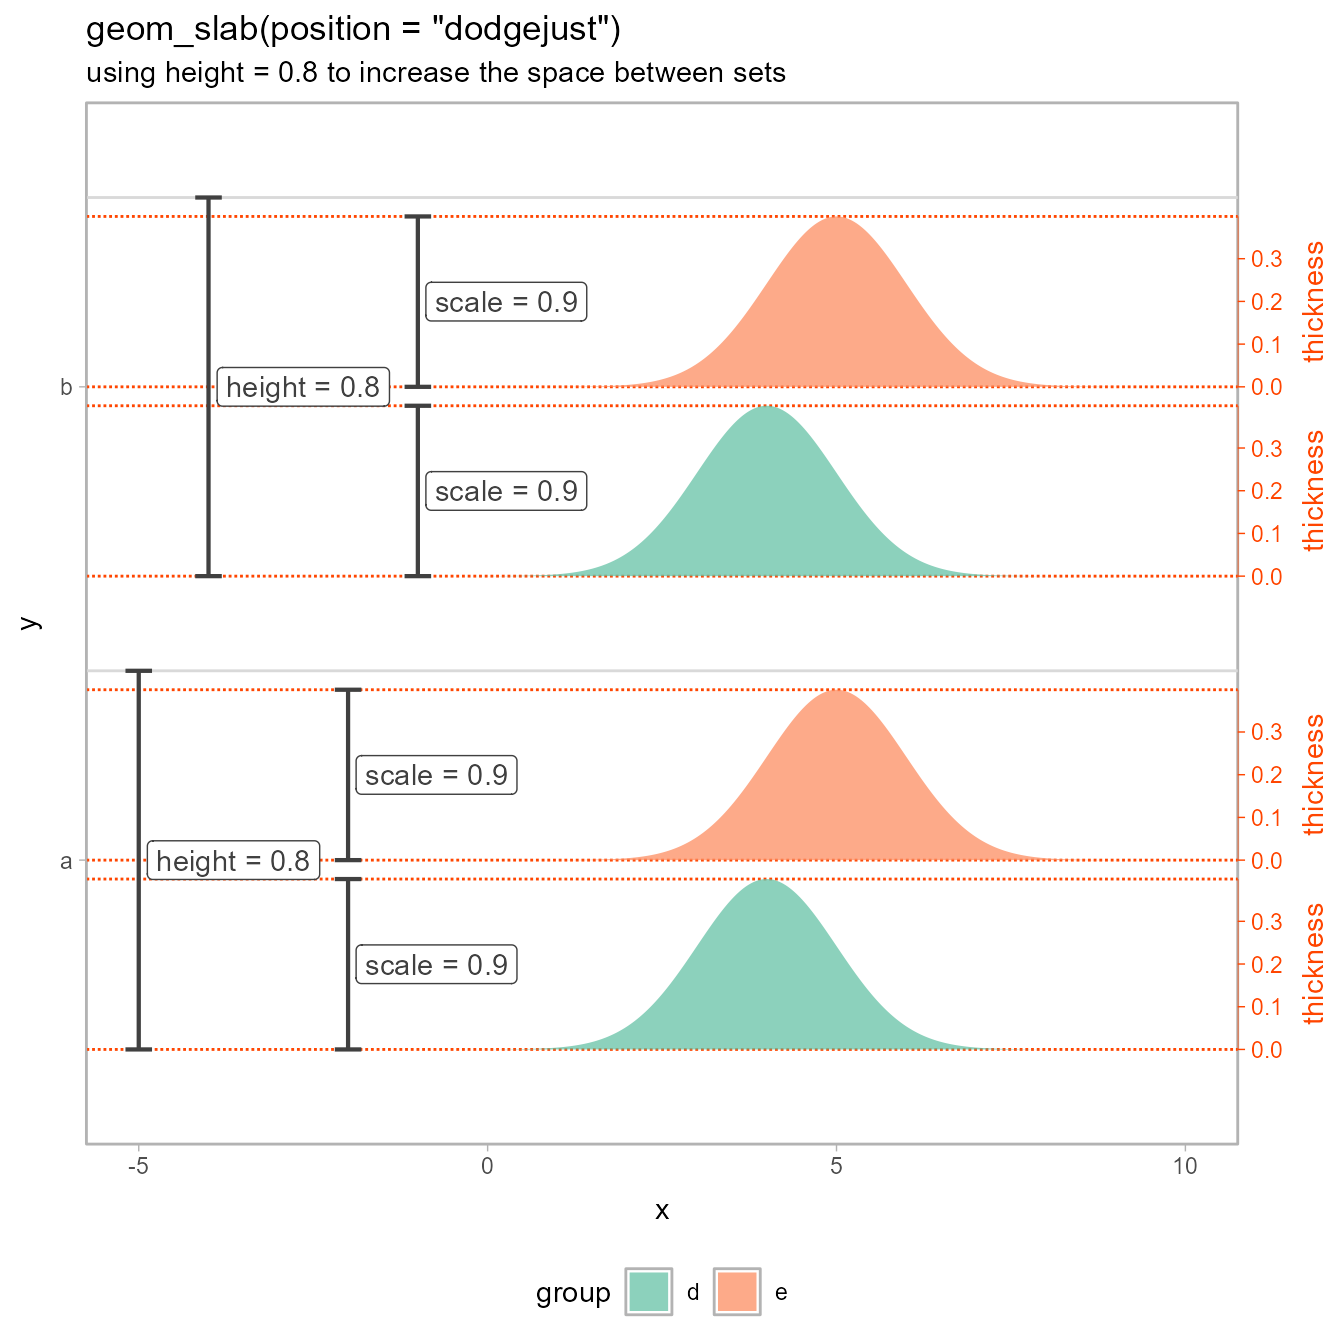 geom_slab(position = "dodgejust")
using height = 0.8 to increase the space between sets
scale = 0.9
0.3
0.2
0.1
0.0
thickness
b
height = 0.8
scale = 0.9
0.3
0.2
0.1
0.0
thickness
y
scale = 0.9
0.3
0.2
0.1
0.0
thickness
a
height = 0.8
scale = 0.9
0.3
0.2
0.1
0.0
thickness
-5 0 5 10
x
group d e